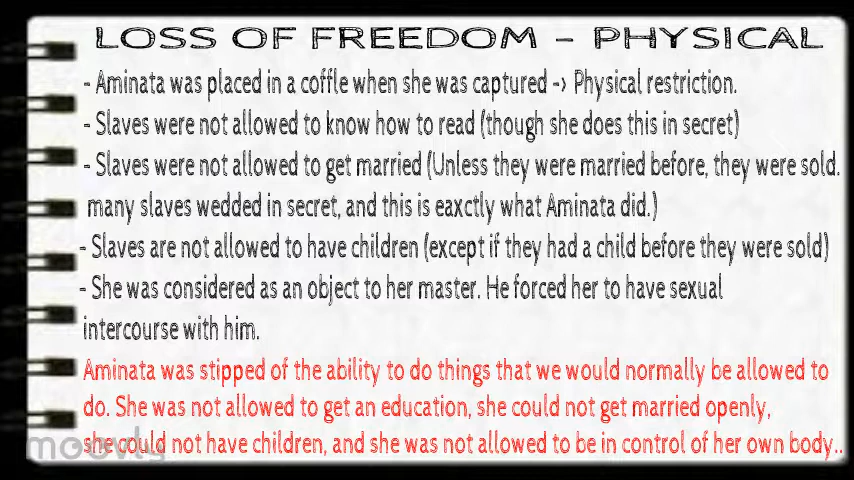 LOSS OF FREEDOM - PHYSICAL
- Aminata was placed in a coffle when she was captured -> Physical restriction.
- Slaves were not allowed to know how to read (though she does this in secret)
- Slaves were not allowed to get married (Unless they were married before, they were sold.
many slaves wedded in secret, and this is eaxctly what Aminata did.)
- Slaves are not allowed to have children (except if they had a child before they were sold)
- She was considered as an object to her master. He forced her to have sexual
intercourse with him.
Aminata was stipped of the ability to do things that we would normally be allowed to
do. She was not allowed to get an education, she could not get married openly,
she could not have children, and she was not allowed to be in control of her own body..
moovly